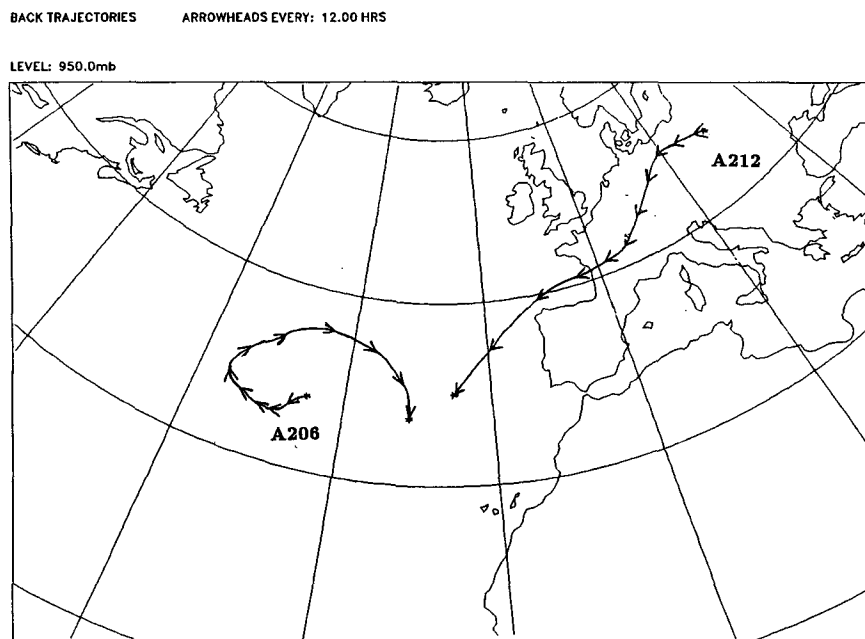 BACK TRAJECTORIES ARROWHEADS EVERY: 12.00 HRS
LEVEL: 950.0mb
A212
A206